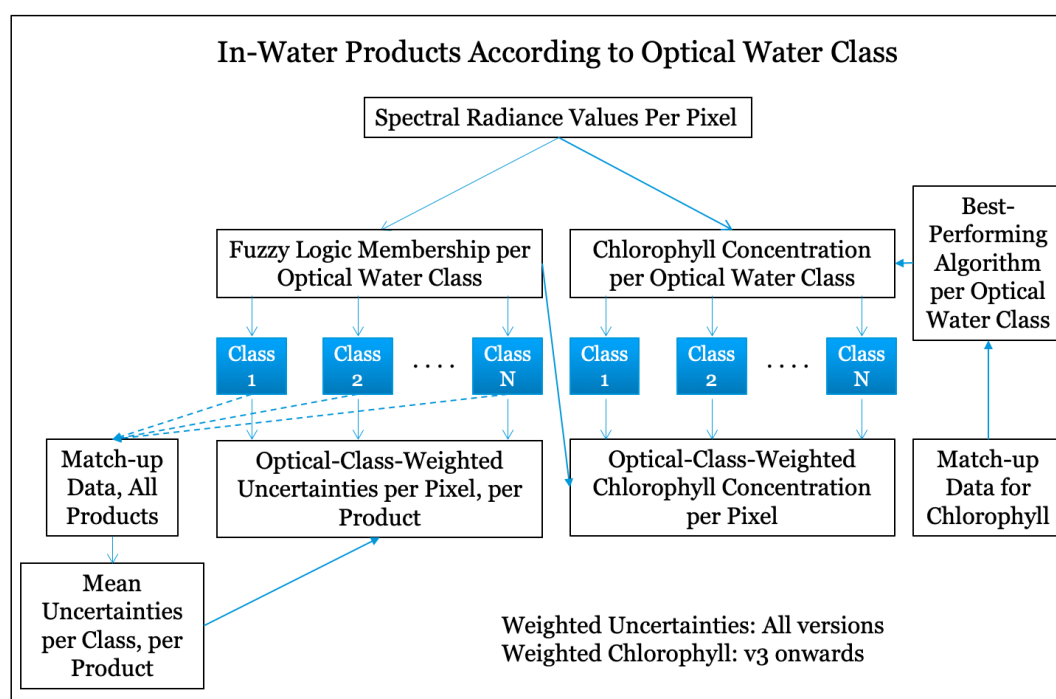 In-Water Products According to Optical Water Class
Spectral Radiance Values Per Pixel
Fuzzy Logic Membership per
Optical Water Class
Chlorophyll Concentration
per Optical Water Class
Best-
Performing
Algorithm
per Optical
Water Class
Class
1
Class
2
. . . .
Class
N
Class
1
Class
2
. . . .
Class
N
Match-up
Data, All
Products
Optical-Class-Weighted
Uncertainties per Pixel, per
Product
Optical-Class-Weighted
Chlorophyll Concentration
per Pixel
Match-up
Data for
Chlorophyll
Mean
Uncertainties
per Class, per
Product
Weighted Uncertainties: All versions
Weighted Chlorophyll: v3 onwards